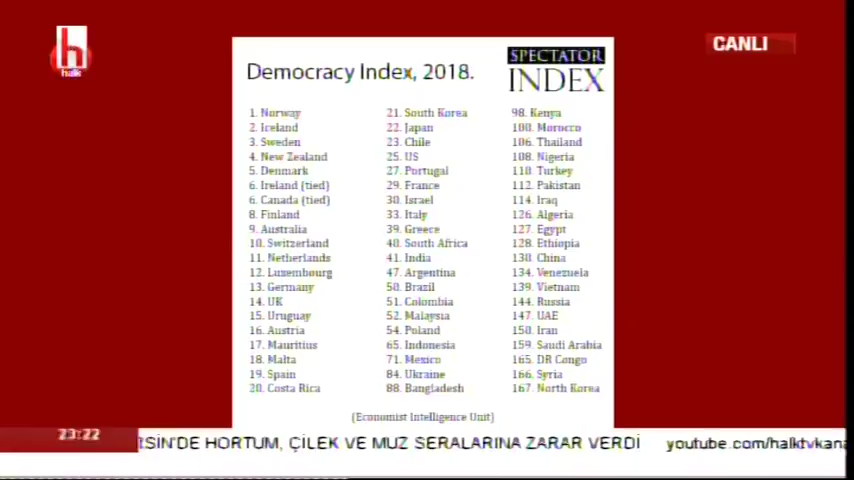 halk
CANLI
Democracy Index, 2018.
SPECTATOR
INDEX
1. Norway
2. Iceland
3. Sweden
4. New Zealand
5. Denmark
6. Ireland (tied)
6. Canada (tied)
8. Finland
9. Australia
10. Switzerland
11. Netherlands
12. Luxembourg
13. Germany
14. UK
15. Uruguay
16. Austria
17. Mauritius
18. Malta
19. Spain
20. Costa Rica
21. South Korea
22. Japan
23. Chile
25. US
27. Portugal
29. France
30. Israel
33. Italy
39. Greece
40. South Africa
41. India
47. Argentina
50. Brazil
51. Colombia
52. Malaysia
54. Poland
65. Indonesia
71. Mexico
84. Ukraine
88. Bangladesh
98. Kenya
100. Morocco
106. Thailand
108. Nigeria
110. Turkey
112. Pakistan
114. Iraq
126. Algeria
127. Egypt
128. Ethiopia
130. China
134. Venezuela
139. Vietnam
144. Russia
147. UAE
150. Iran
159. Saudi Arabia
165. DR Congo
166. Syria
167. North Korea
(Economist Intelligence Unit)
23:22
RSİN'DE HORTUM, ÇİLEK VE MUZ SERALARINA ZARAR VERDİ youtube.com/halktvkana